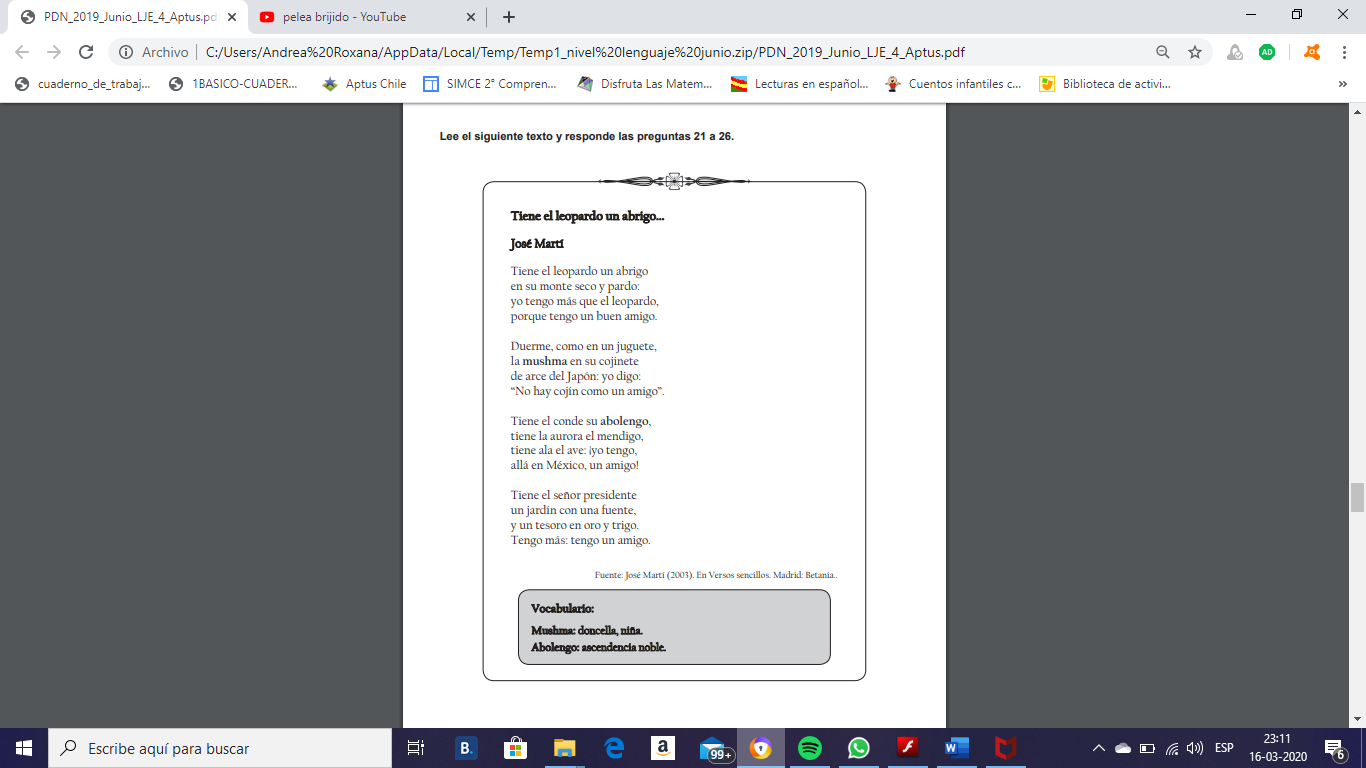 PDN_2019_Junio_LJE_4_Aptus.pd
pelea brijido - YouTube
Archivo
C:/Users/Andrea%20Roxana/AppData/Local/Temp/Temp1_nivel%20lenguaje%20junio.zip/PDN_2019_Junio_LJE_4_Aptus.pdf
AD
cuaderno_de_trabaj...
1BASICO-CUADER...
Aptus Chile
SIMCE 2° Compren...
Disfruta Las Matem...
Lecturas en español...
Cuentos infantiles c...
Biblioteca de activi...
»
Lee el siguiente texto y responde las preguntas 21 a 26.
Tiene el leopardo un abrigo...
José Martí
Tiene el leopardo un abrigo
en su monte seco y pardo:
yo tengo más que el leopardo,
porque tengo un buen amigo.
Duerme, como en un juguete,
la mushma en su cojinete
de arce del Japón: yo digo:
“No hay cojín como un amigo”.
Tiene el conde su abolengo,
tiene la aurora el mendigo,
tiene ala el ave: ¡yo tengo,
allá en México, un amigo!
Tiene el señor presidente
un jardín con una fuente,
y un tesoro en oro y trigo.
Tengo más: tengo un amigo.
Fuente: José Martí (2003). En Versos sencillos. Madrid: Betania..
Vocabulario:
Mushma: doncella, niña.
Abolengo: ascendencia noble.
Escribe aquí para buscar
B.
a
99+
ESP
23:11
16-03-2020
6